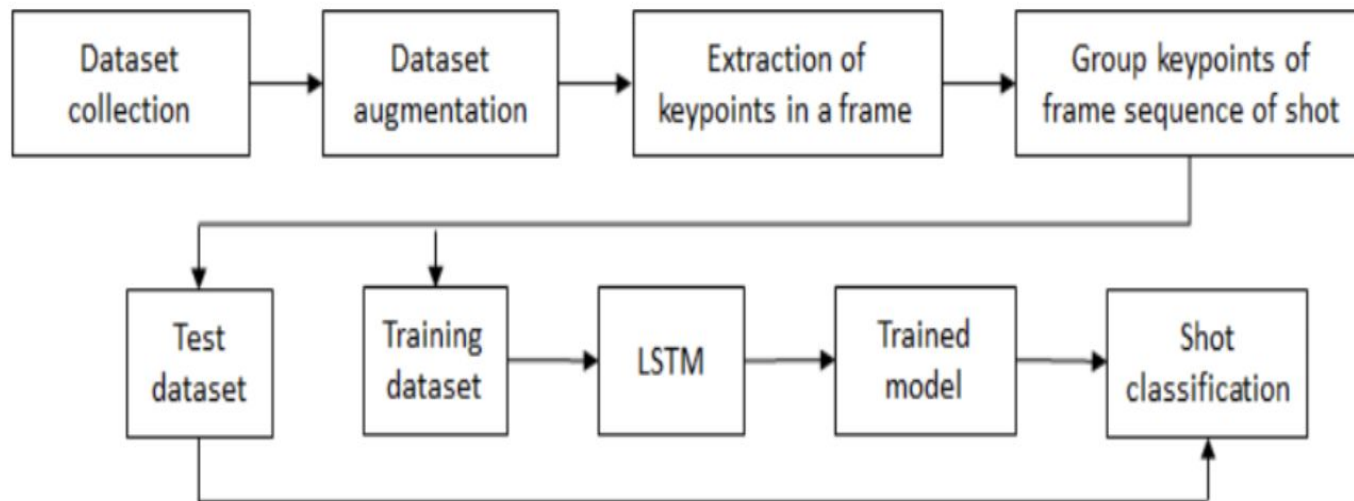 Dataset
collection
Dataset
augmentation
Extraction of
keypoints in a frame
Group keypoints of
frame sequence of shot
Test
dataset
Training
dataset
LSTM
Trained
model
Shot
classification